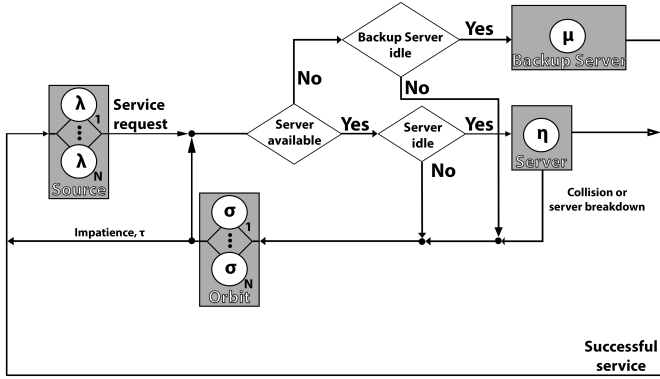 Backup Server
idle
Yes
μ
Backup Server
No
No
λ
1
λ
N
Source
Service
request
Server
available
Yes
Server
idle
Yes
η
Server
No
Collision or
server breakdown
σ
1
σ
N
Orbit
Impatience, τ
Successful
service